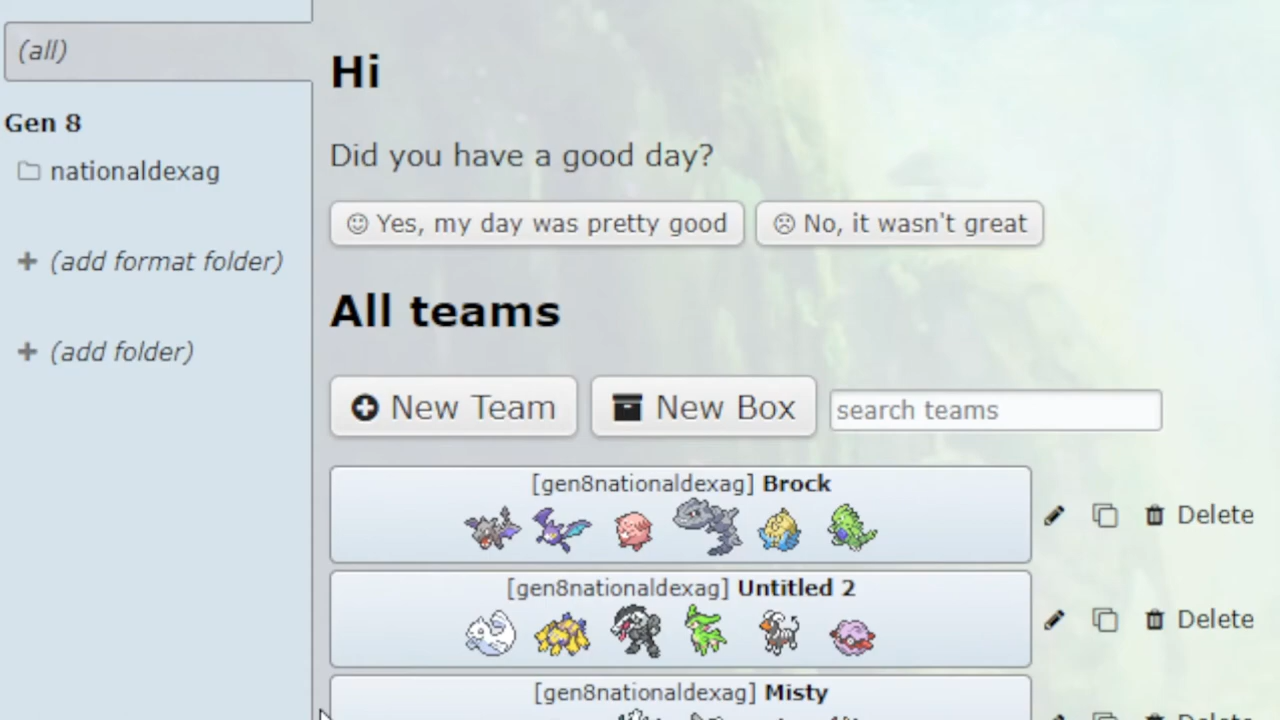 (all)
Gen 8
nationaldexag
(add format folder)
(add folder)
Hi
Did you have a good day?
Yes, my day was pretty good
No, it wasn't great
All teams
New Team
New Box
search teams
[gen8nationaldexag] Brock
Delete
[gen8nationaldexag] Untitled 2
Delete
[gen8nationaldexag] Misty
Delete